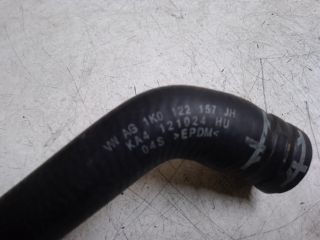 VW AG 1K0 122 157 JH
KA4 121024 HU
04S >EPDM<